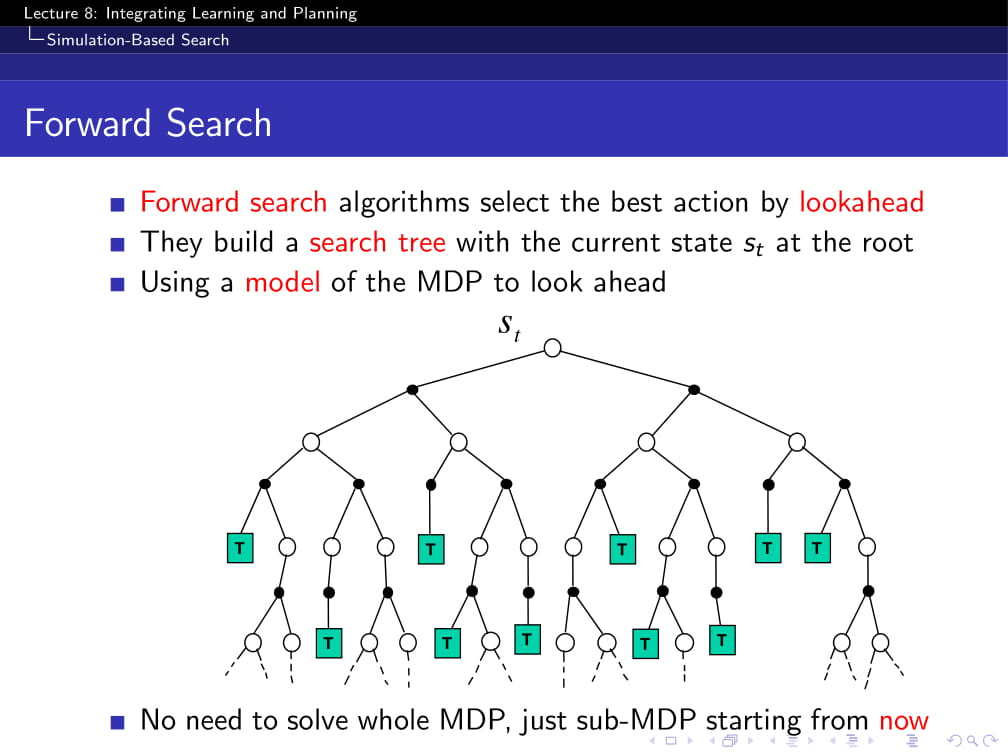 Lecture 8: Integrating Learning and Planning
Simulation-Based Search
Forward Search
Forward search algorithms select the best action by lookahead
They build a search tree with the current state s_t at the root
Using a model of the MDP to look ahead
s_t
T T T T T
T T T T T
No need to solve whole MDP, just sub-MDP starting from now